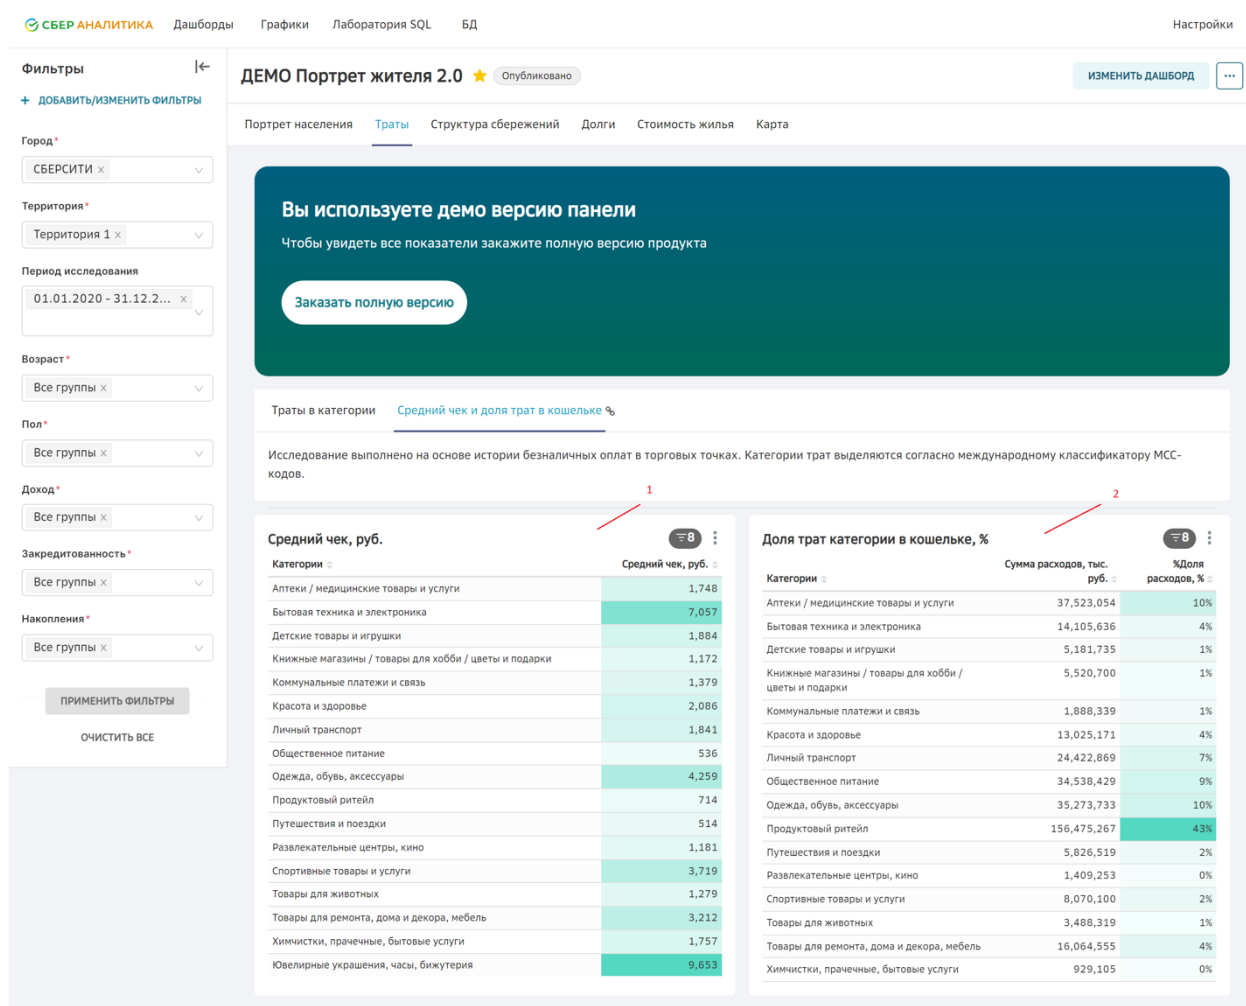 СБЕР АНАЛИТИКА Дашборды Графики Лаборатория SQL БД Настройки
Фильтры
+ ДОБАВИТЬ/ИЗМЕНИТЬ ФИЛЬТРЫ
Город*
СБЕРСИТИ ×
Территория*
Территория 1 ×
Период исследования
01.01.2020 - 31.12.2... ×
Возраст*
Все группы ×
Пол*
Все группы ×
Доход*
Все группы ×
Закредитованность*
Все группы ×
Накопления*
Все группы ×
ПРИМЕНИТЬ ФИЛЬТРЫ
ОЧИСТИТЬ ВСЕ
ДЕМО Портрет жителя 2.0 Опубликовано ИЗМЕНИТЬ ДАШБОРД ...
Портрет населения Траты Структура сбережений Долги Стоимость жилья Карта
Вы используете демо версию панели
Чтобы увидеть все показатели закажите полную версию продукта
Заказать полную версию
Траты в категории Средний чек и доля трат в кошельке
Исследование выполнено на основе истории безналичных оплат в торговых точках. Категории трат выделяются согласно международному классификатору МСС-
кодов.
1
Средний чек, руб. 8
Категории Средний чек, руб.
Аптеки / медицинские товары и услуги 1,748
Бытовая техника и электроника 7,057
Детские товары и игрушки 1,884
Книжные магазины / товары для хобби / цветы и подарки 1,172
Коммунальные платежи и связь 1,379
Красота и здоровье 2,086
Личный транспорт 1,841
Общественное питание 536
Одежда, обувь, аксессуары 4,259
Продуктовый ритейл 714
Путешествия и поездки 514
Развлекательные центры, кино 1,181
Спортивные товары и услуги 3,719
Товары для животных 1,279
Товары для ремонта, дома и декора, мебель 3,212
Химчистки, прачечные, бытовые услуги 1,757
Ювелирные украшения, часы, бижутерия 9,653
2
Доля трат категории в кошельке, % 8
Сумма расходов, тыс. %Доля
Категории руб. расходов, %
Аптеки / медицинские товары и услуги 37,523,054 10%
Бытовая техника и электроника 14,105,636 4%
Детские товары и игрушки 5,181,735 1%
Книжные магазины / товары для хобби / 5,520,700 1%
цветы и подарки
Коммунальные платежи и связь 1,888,339 1%
Красота и здоровье 13,025,171 4%
Личный транспорт 24,422,869 7%
Общественное питание 34,538,429 9%
Одежда, обувь, аксессуары 35,273,733 10%
Продуктовый ритейл 156,475,267 43%
Путешествия и поездки 5,826,519 2%
Развлекательные центры, кино 1,409,253 0%
Спортивные товары и услуги 8,070,100 2%
Товары для животных 3,488,319 1%
Товары для ремонта, дома и декора, мебель 16,064,555 4%
Химчистки, прачечные, бытовые услуги 929,105 0%